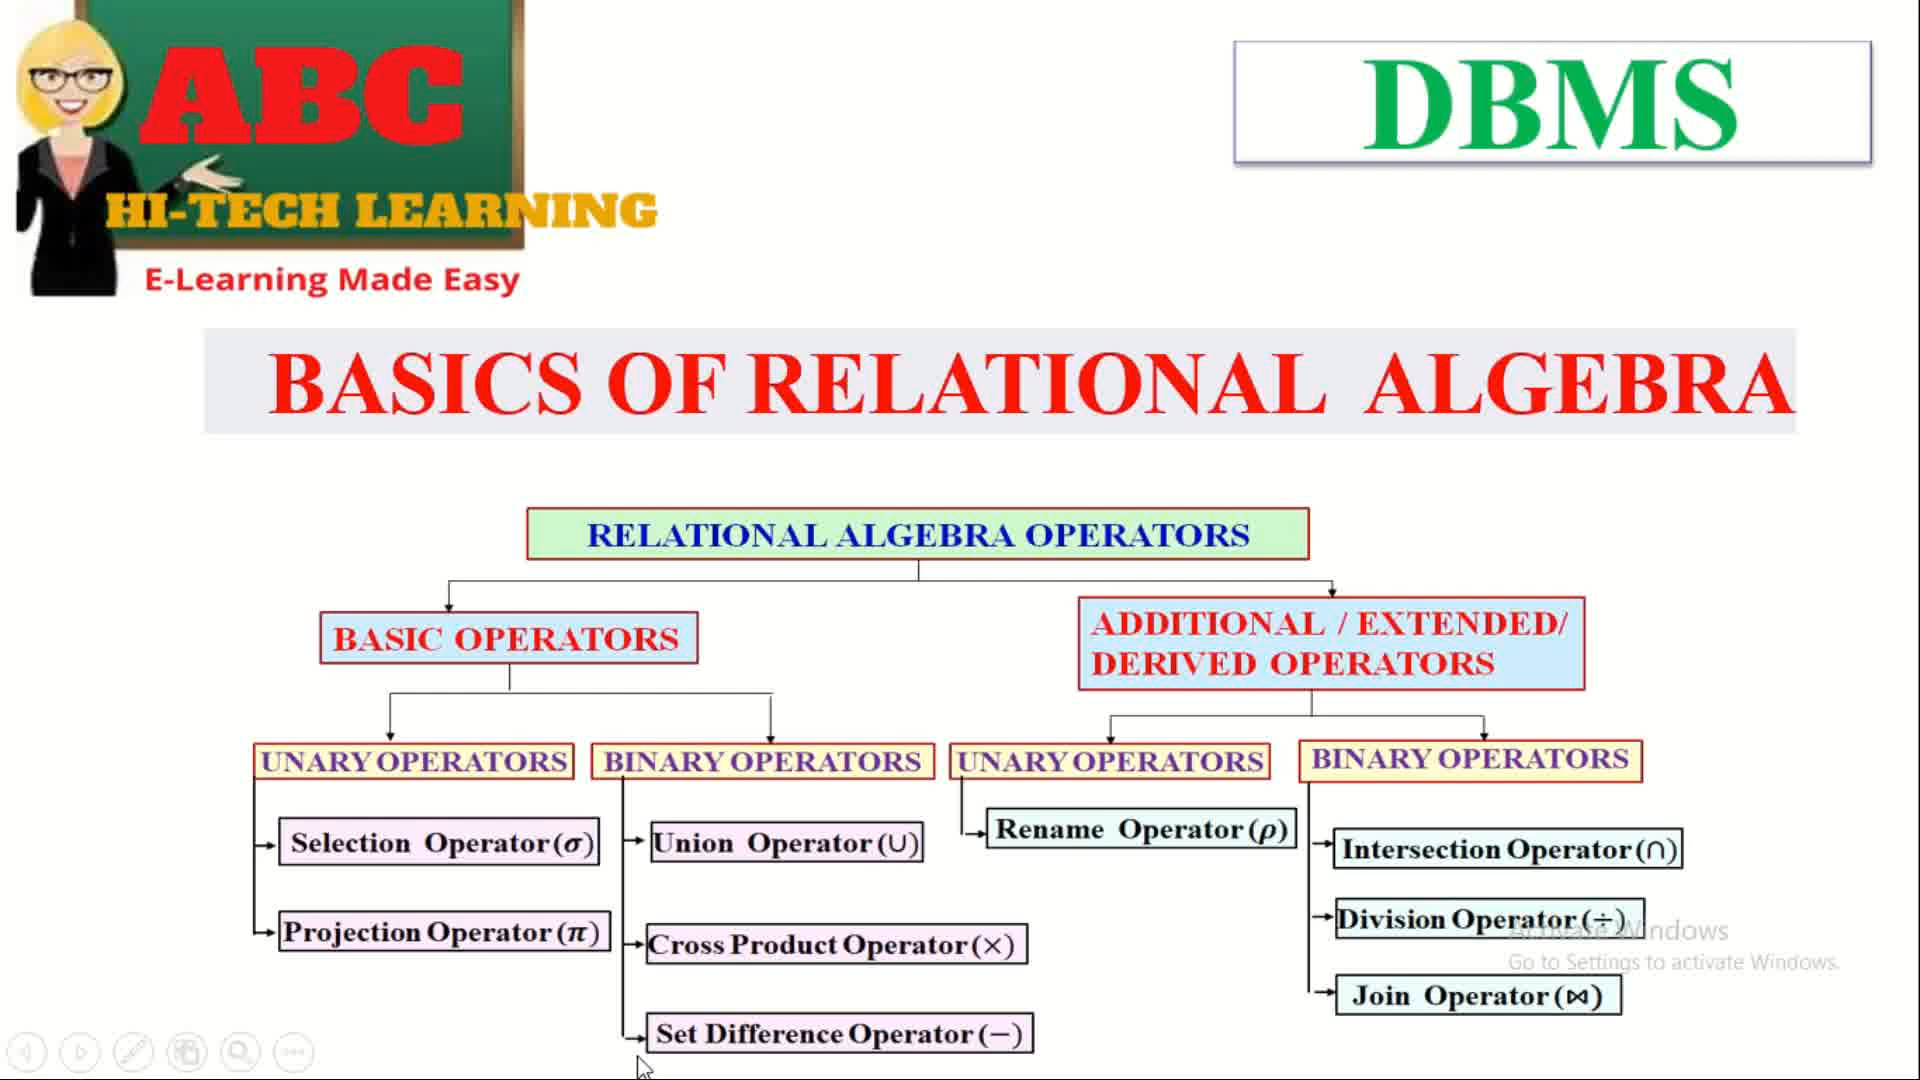 ABC
HI-TECH LEARNING
E-Learning Made Easy
DBMS
BASICS OF RELATIONAL ALGEBRA
RELATIONAL ALGEBRA OPERATORS
BASIC OPERATORS
ADDITIONAL / EXTENDED/
DERIVED OPERATORS
UNARY OPERATORS
BINARY OPERATORS
UNARY OPERATORS
BINARY OPERATORS
Selection Operator (σ)
Projection Operator (π)
Union Operator (∪)
Cross Product Operator (×)
Set Difference Operator (−)
Rename Operator (ρ)
Intersection Operator (∩)
Division Operator (÷)
Join Operator (⋈)
Activate Windows
Go to Settings to activate Windows.